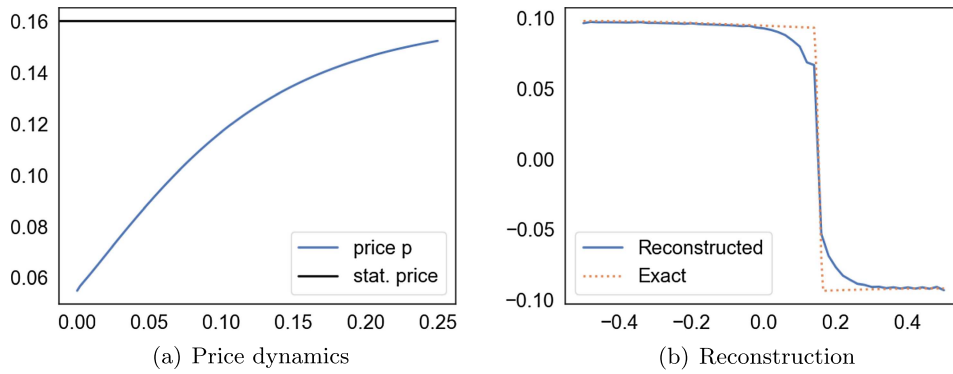 0.16
0.14
0.12
0.10
0.08
0.06
price p
stat. price
0.00 0.05 0.10 0.15 0.20 0.25
(a) Price dynamics
0.10
0.05
0.00
−0.05
−0.10
Reconstructed
Exact
−0.4 −0.2 0.0 0.2 0.4
(b) Reconstruction